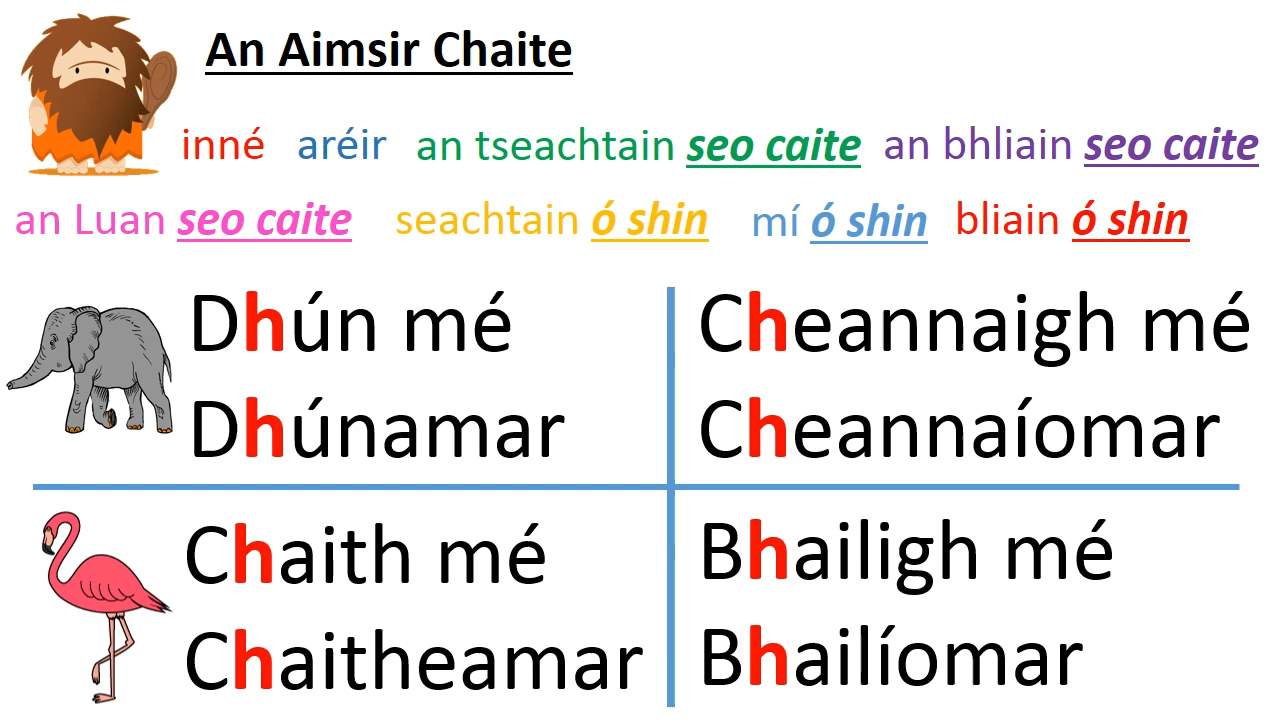 An Aimsir Chaite
inné aréir an tseachtain seo caite an bhliain seo caite
an Luan seo caite seachtain ó shin mí ó shin bliain ó shin
Dhún mé
Dhúnamar
Cheannaigh mé
Cheannaíomar
Chaith mé
Chaitheamar
Bhailigh mé
Bhailíomar